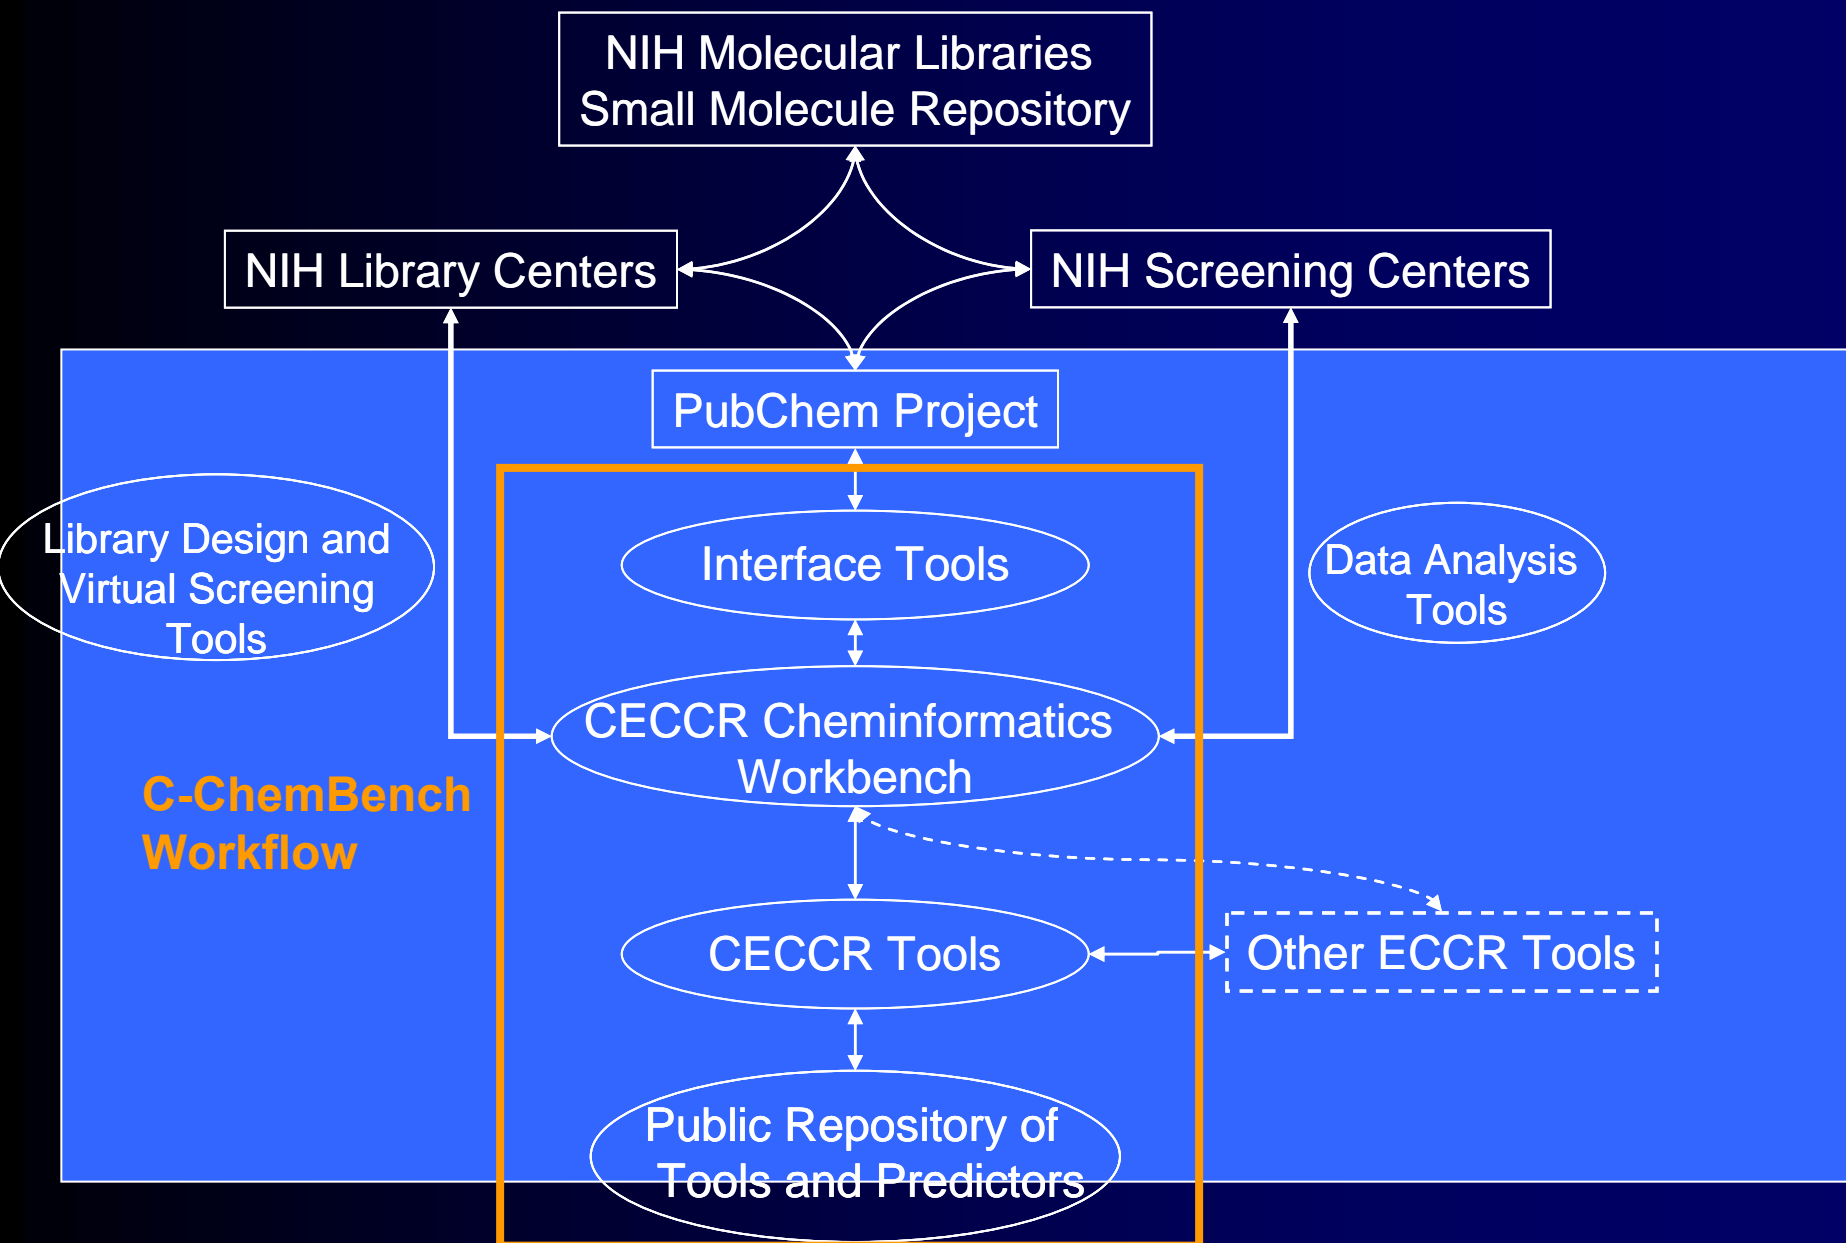 NIH Molecular Libraries
Small Molecule Repository
NIH Library Centers
NIH Screening Centers
PubChem Project
Library Design and
Virtual Screening
Tools
Interface Tools
Data Analysis
Tools
CECCR Cheminformatics
Workbench
C-ChemBench
Workflow
CECCR Tools
Other ECCR Tools
Public Repository of
Tools and Predictors